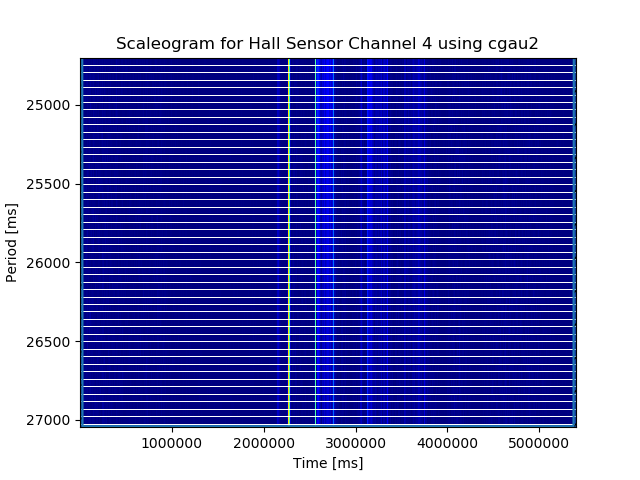 Scaleogram for Hall Sensor Channel 4 using cgau2
Period [ms]
25000
25500
26000
26500
27000
1000000 2000000 3000000 4000000 5000000
Time [ms]